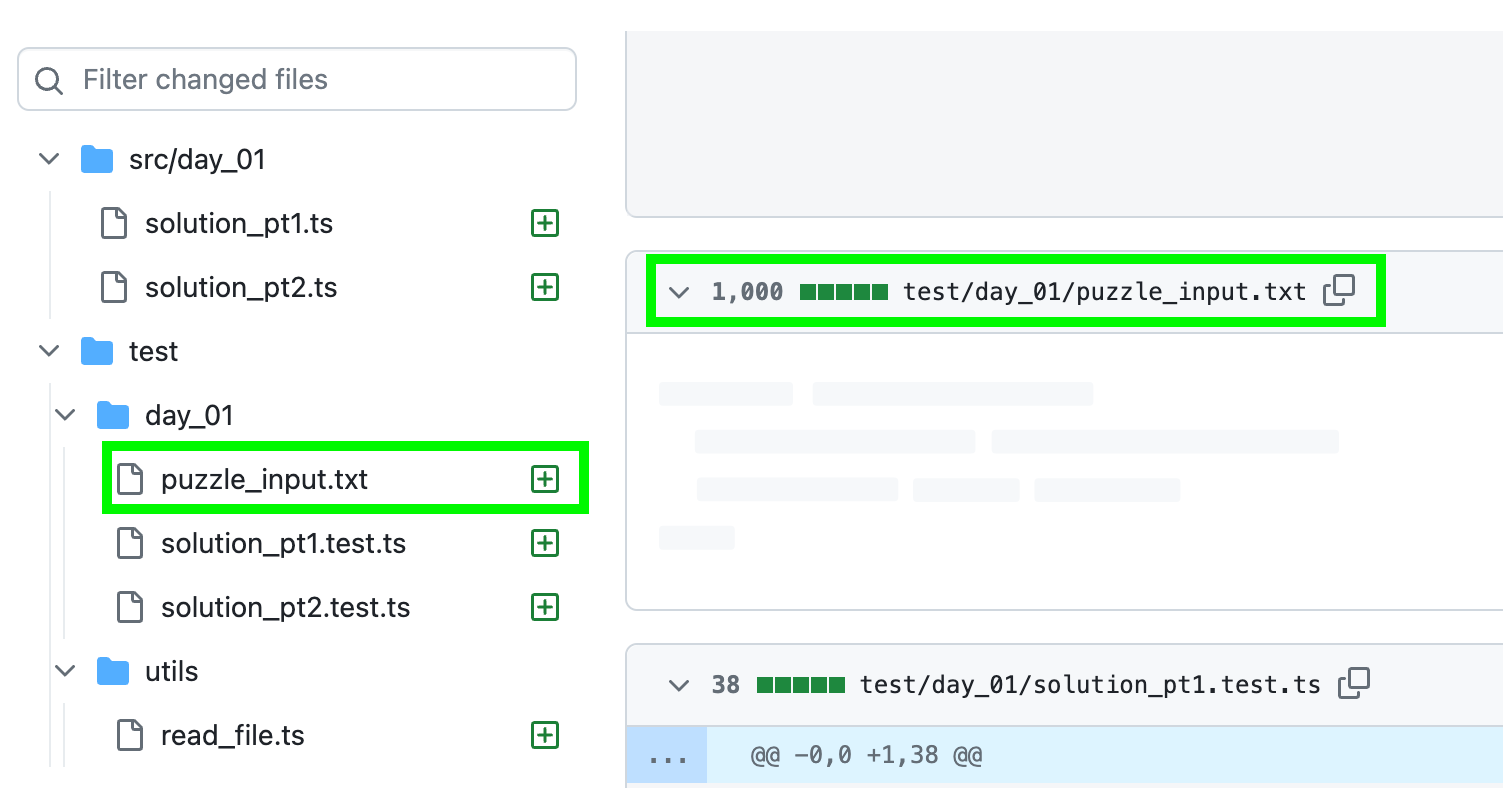 Filter changed files
src/day_01
solution_pt1.ts
solution_pt2.ts
test
day_01
puzzle_input.txt
solution_pt1.test.ts
solution_pt2.test.ts
utils
read_file.ts
1,000 test/day_01/puzzle_input.txt
38 test/day_01/solution_pt1.test.ts
... @@ -0,0 +1,38 @@